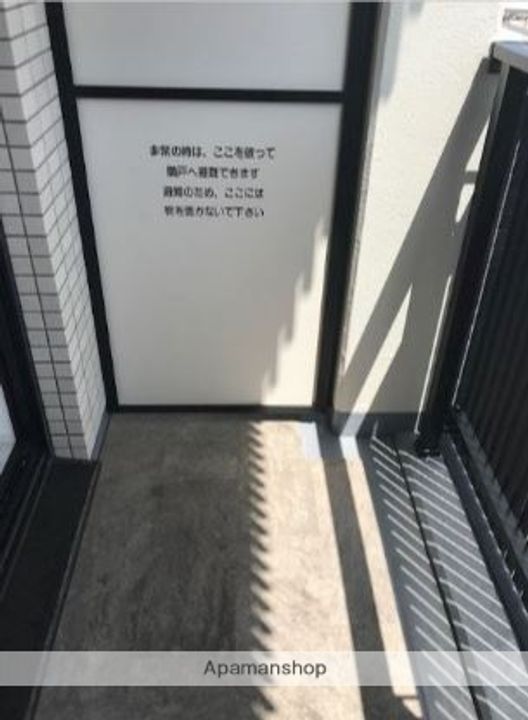 非常の時は、ここを破って
隣戸へ避難できます
避難のため、ここには
物を置かないで下さい
Apamanshop